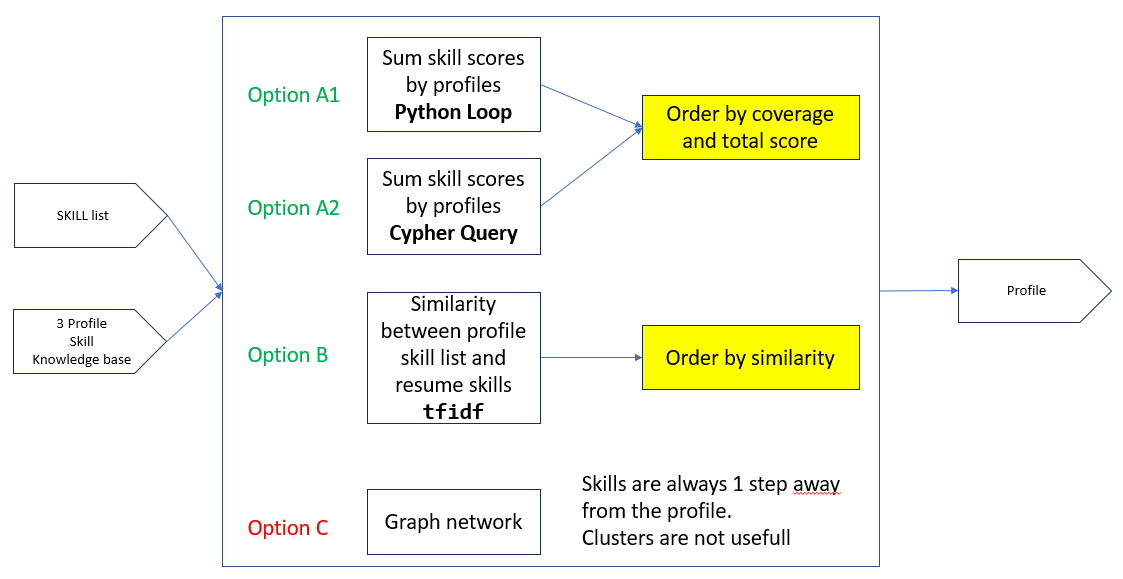 SKILL list
3 Profile
Skill
Knowledge base
Option A1
Sum skill scores
by profiles
Python Loop
Order by coverage
and total score
Option A2
Sum skill scores
by profiles
Cypher Query
Option B
Similarity
between profile
skill list and
resume skills
tfidf
Order by similarity
Option C
Graph network
Skills are always 1 step away
from the profile.
Clusters are not usefull
Profile